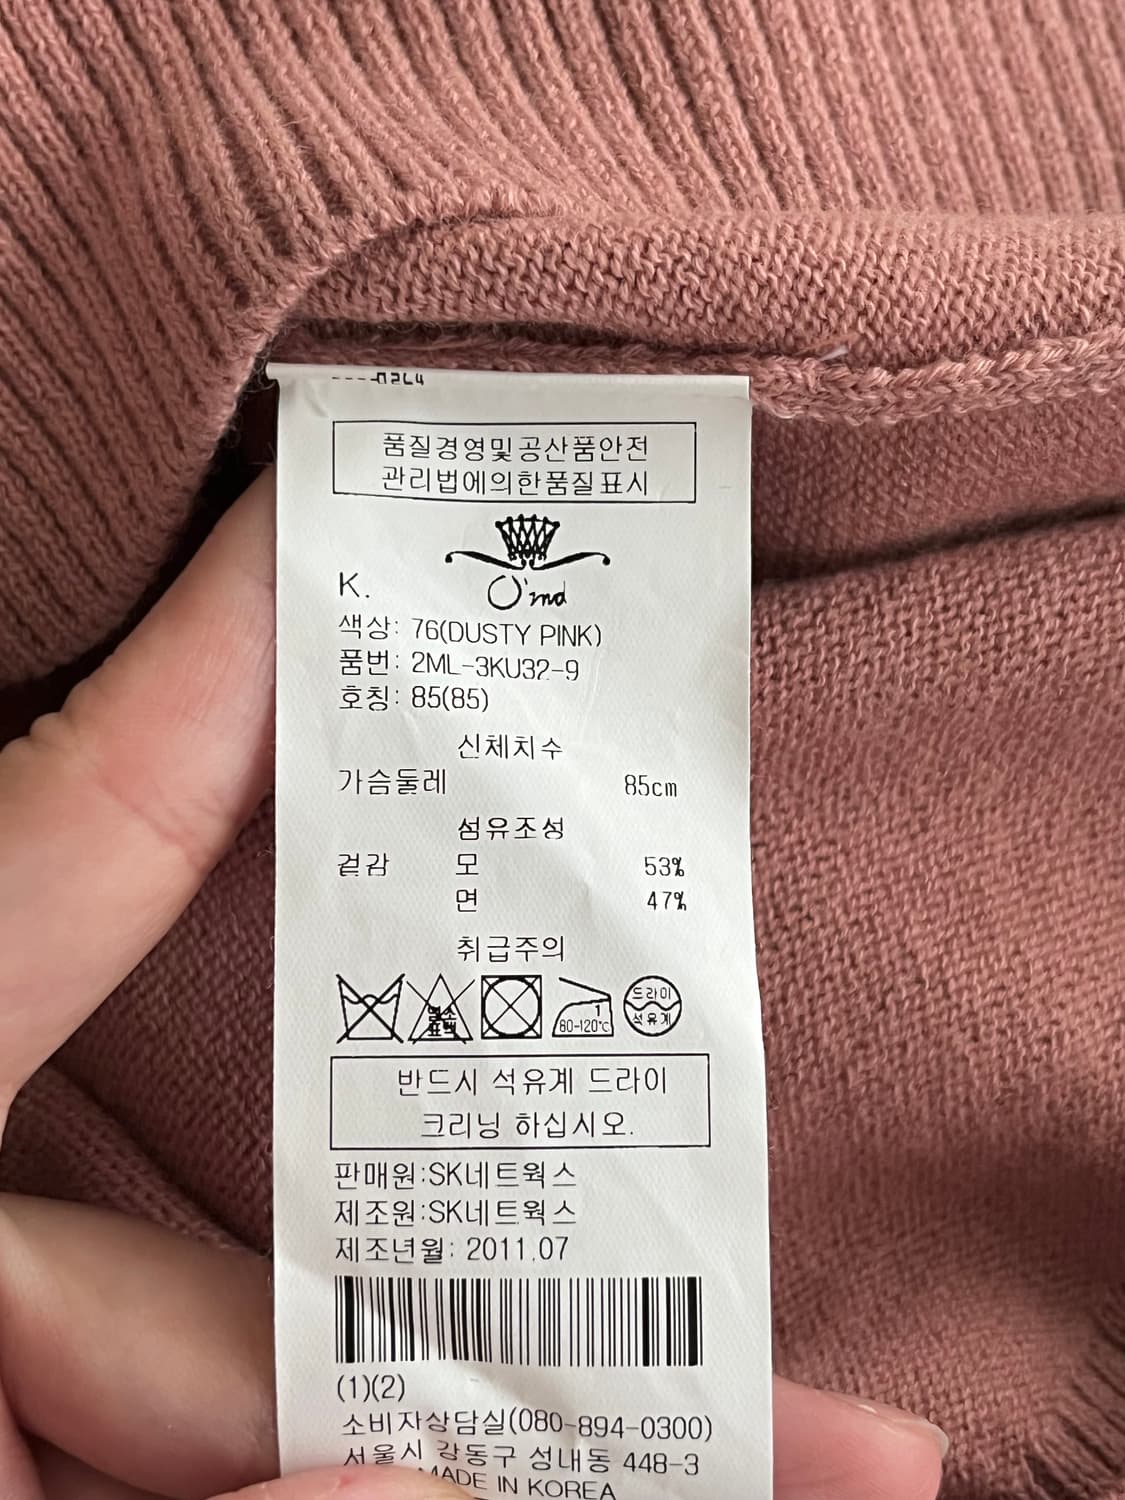 품질경영및공산품안전
관리법에의한품질표시
O'2nd
K.
색상: 76(DUSTY PINK)
품번: 2ML-3KU32-9
호칭: 85(85)
신체치수
가슴둘레 85cm
섬유조성
겉감 모 53%
면 47%
취급주의
염소
표백
1
80-120℃
드라이
석유계
반드시 석유계 드라이
크리닝 하십시오.
판매원:SK네트웍스
제조원:SK네트웍스
제조년월: 2011.07
(1)(2)
소비자상담실(080-894-0300)
서울시 강동구 성내동 448-3
MADE IN KOREA